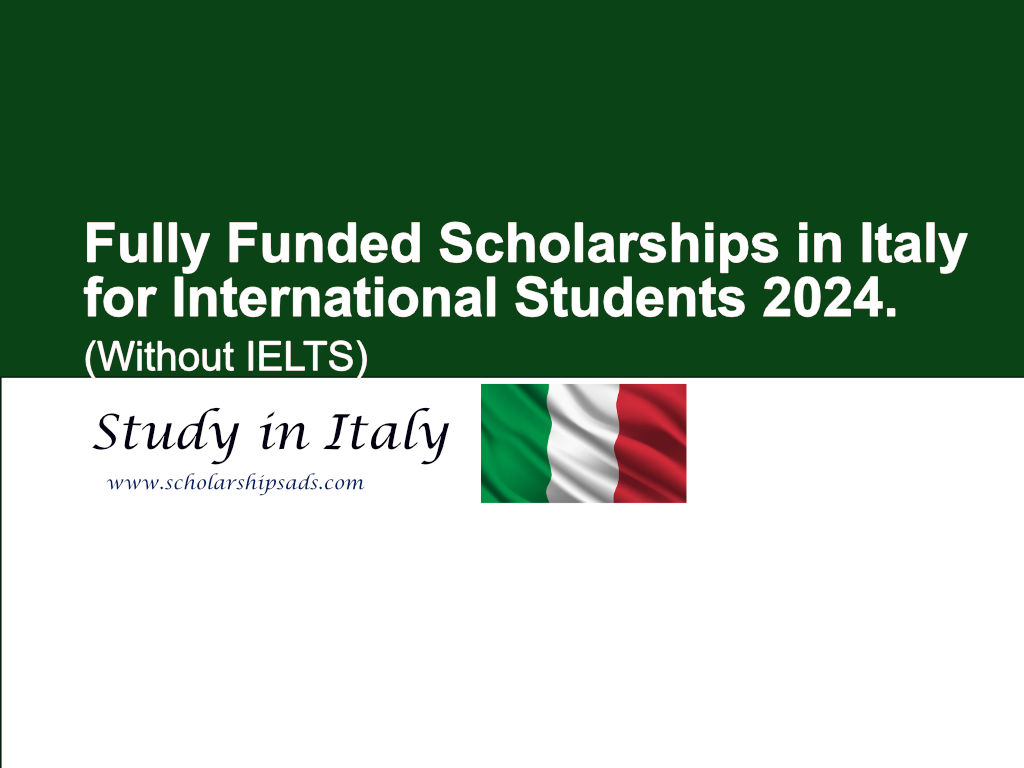 Fully Funded Scholarships in Italy
for International Students 2024.
(Without IELTS)
Study in Italy
www.scholarshipsads.com